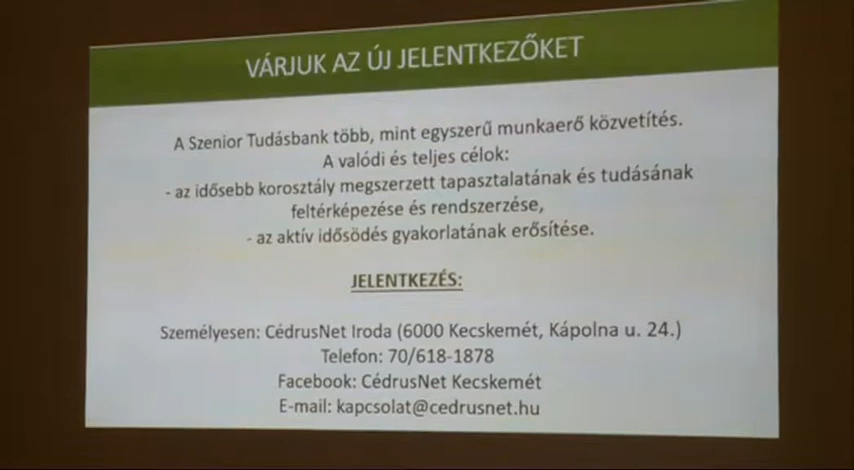 VÁRJUK AZ ÚJ JELENTKEZŐKET
A Szenior Tudásbank több, mint egyszerű munkaerő közvetítés.
A valódi és teljes célok:
- az idősebb korosztály megszerzett tapasztalatának és tudásának
feltérképezése és rendszerzése,
- az aktív idősödés gyakorlatának erősítése.
JELENTKEZÉS:
Személyesen: CédrusNet Iroda (6000 Kecskemét, Kápolna u. 24.)
Telefon: 70/618-1878
Facebook: CédrusNet Kecskemét
E-mail: kapcsolat@cedrusnet.hu